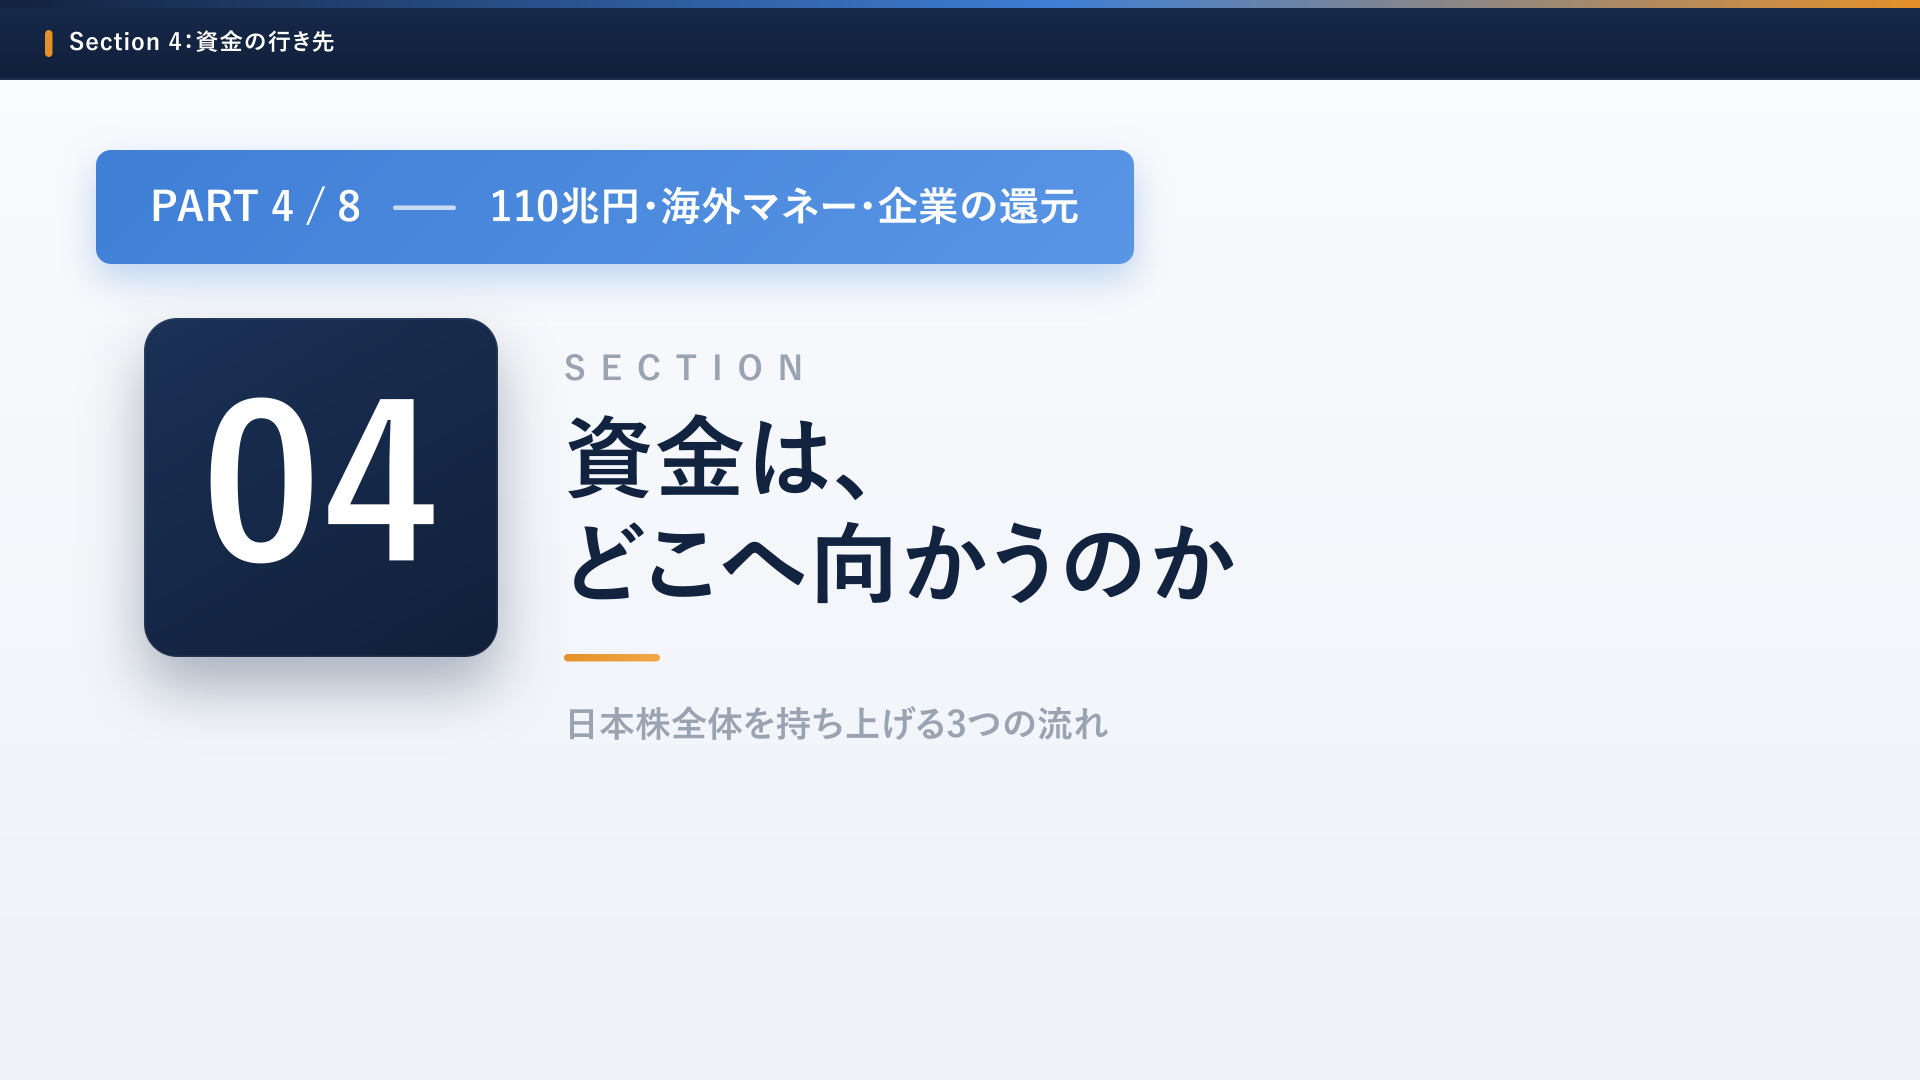 Section 4：資金の行き先
PART 4 / 8 — 110兆円・海外マネー・企業の還元
04
SECTION
資金は、
どこへ向かうのか
日本株全体を持ち上げる3つの流れ